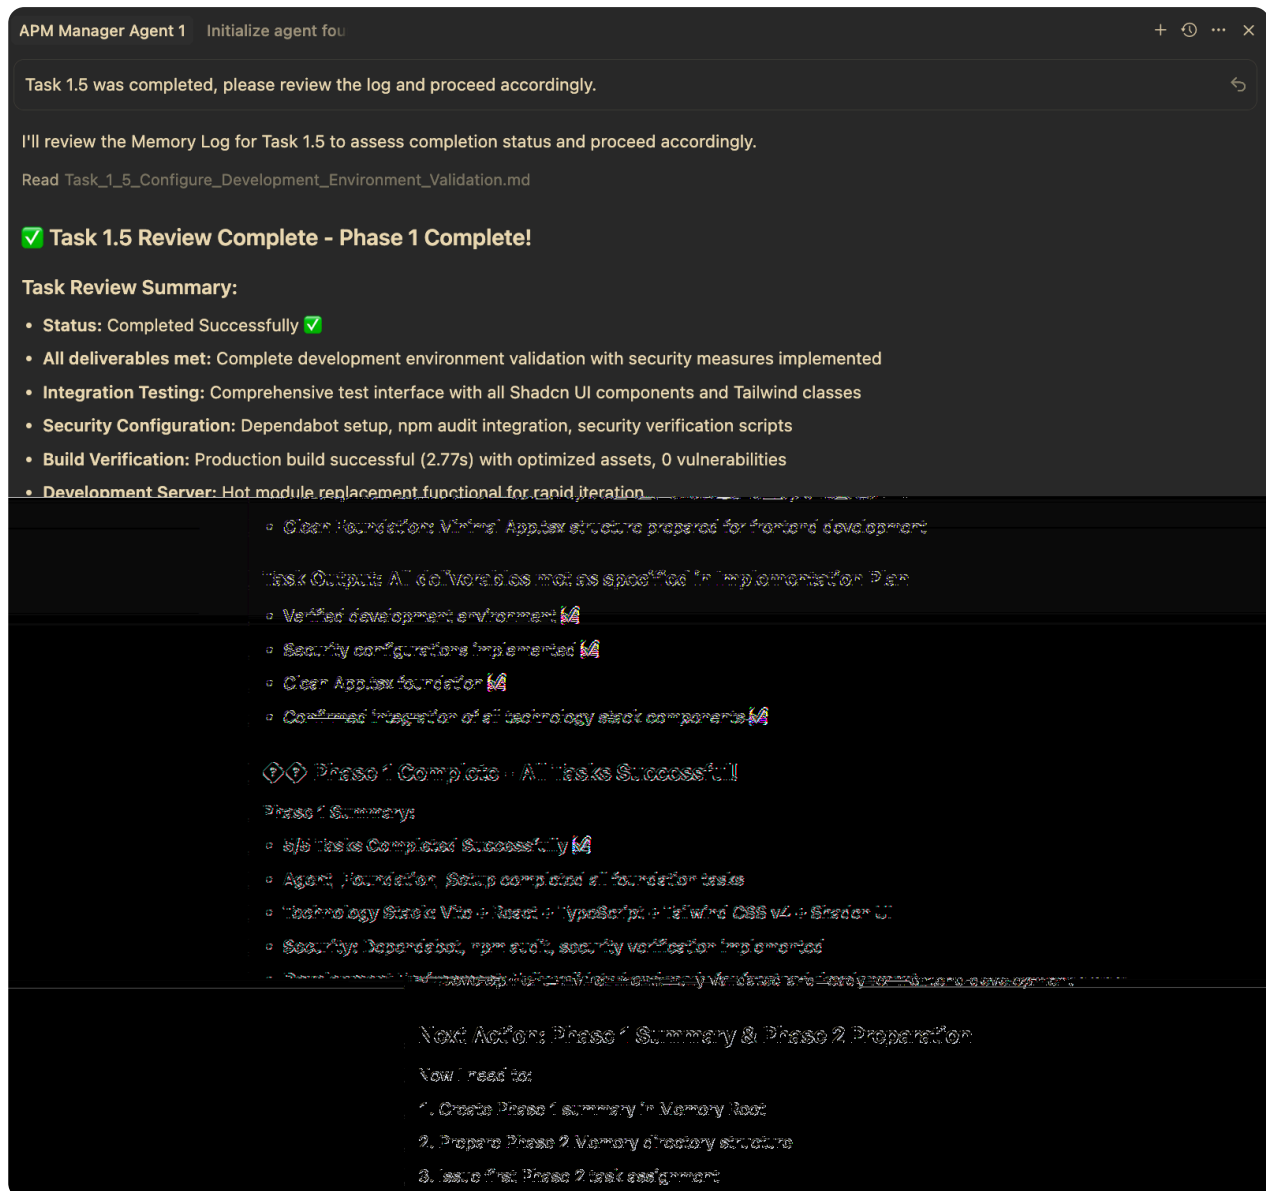 APM Manager Agent 1 Initialize agent fou
Task 1.5 was completed, please review the log and proceed accordingly.
I'll review the Memory Log for Task 1.5 to assess completion status and proceed accordingly.
Read Task_1_5_Configure_Development_Environment_Validation.md
✅ Task 1.5 Review Complete - Phase 1 Complete!
Task Review Summary:
• Status: Completed Successfully ✅
• All deliverables met: Complete development environment validation with security measures implemented
• Integration Testing: Comprehensive test interface with all Shadcn UI components and Tailwind classes
• Security Configuration: Dependabot setup, npm audit integration, security verification scripts
• Build Verification: Production build successful (2.77s) with optimized assets, 0 vulnerabilities
• Development Server: Hot module replacement functional for rapid iteration
• Clean Foundation: Minimal App.tsx structure prepared for frontend development
Task Output: All deliverables met as specified in Implementation Plan
• Verified development environment ✅
• Security configurations implemented ✅
• Clean App.tsx foundation ✅
• Confirmed integration of all technology stack components ✅
�� Phase 1 Complete - All Tasks Successful!
Phase 1 Summary:
• 5/5 Tasks Completed Successfully ✅
• Agent_Foundation_Setup completed all foundation tasks
• Technology Stack: Vite + React + TypeScript + Tailwind CSS v4 + Shadcn UI
• Security: Dependabot, npm audit, security verification implemented
Next Action: Phase 1 Summary & Phase 2 Preparation
Now I need to:
1. Create Phase 1 summary in Memory Root
2. Prepare Phase 2 Memory directory structure
3. Issue first Phase 2 task assignment